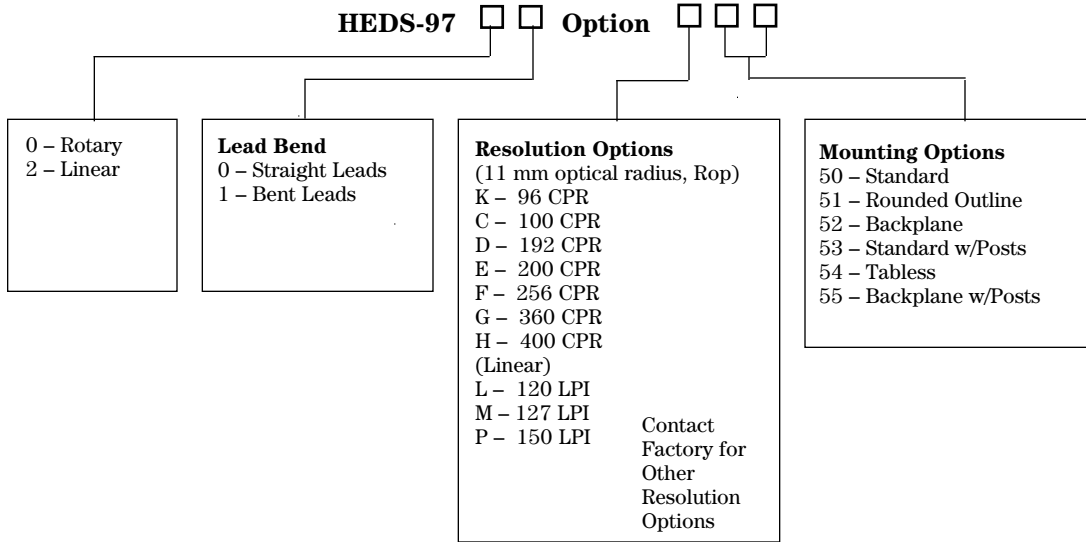 HEDS-97 □ □ Option □ □ □
0 – Rotary
2 – Linear
Lead Bend
0 – Straight Leads
1 – Bent Leads
Resolution Options
(11 mm optical radius, Rop)
K – 96 CPR
C – 100 CPR
D – 192 CPR
E – 200 CPR
F – 256 CPR
G – 360 CPR
H – 400 CPR
(Linear)
L – 120 LPI
M – 127 LPI
P – 150 LPI
Contact
Factory for
Other
Resolution
Options
Mounting Options
50 – Standard
51 – Rounded Outline
52 – Backplane
53 – Standard w/Posts
54 – Tabless
55 – Backplane w/Posts